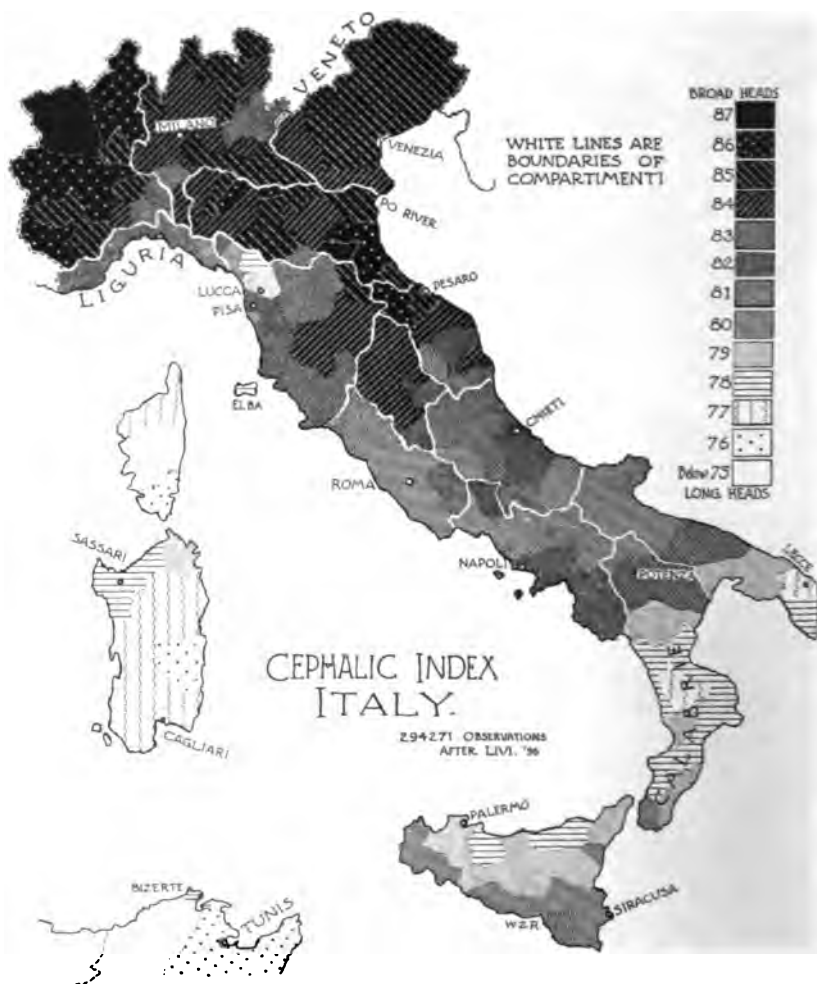 VENETO
MILANO
VENEZIA
PO RIVER
LIGURIA
LUCCA
PISA
DESARO
ELBA
CHIETI
ROMA
NAPOLI
POTENZA
LECCE
CALABRIE
SASSARI
CAGLIARI
PALERMO
SIRACUSA
W.Z.R.
BIZERTE
TUNIS
WHITE LINES ARE
BOUNDARIES OF
COMPARTIMENTI
BROAD HEADS
87
86
85
84
83
82
81
80
79
78
77
76
Below 75
LONG HEADS
CEPHALIC INDEX
ITALY.
294271 OBSERVATIONS
AFTER LIVI. '96